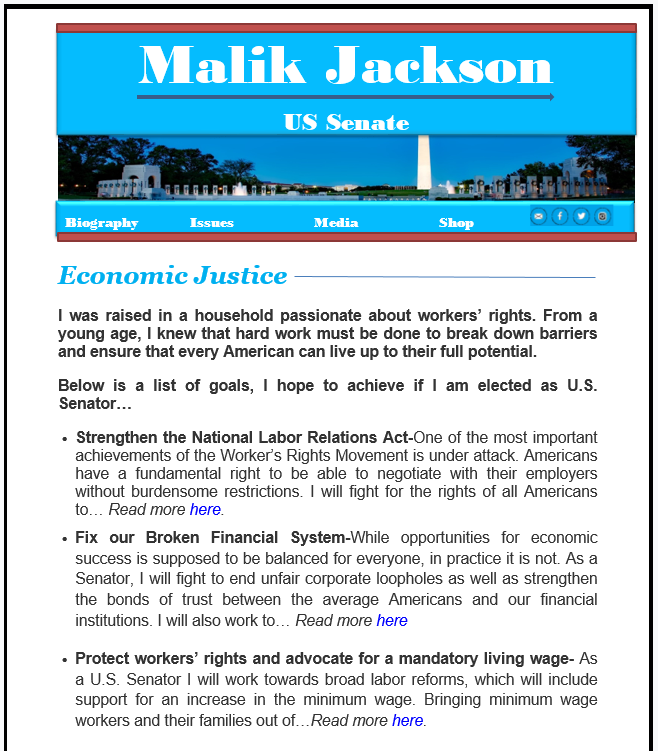 Malik Jackson
US Senate
Biography Issues Media Shop
Economic Justice
I was raised in a household passionate about workers’ rights. From a
young age, I knew that hard work must be done to break down barriers
and ensure that every American can live up to their full potential.
Below is a list of goals, I hope to achieve if I am elected as U.S.
Senator…
• Strengthen the National Labor Relations Act-One of the most important
achievements of the Worker’s Rights Movement is under attack. Americans
have a fundamental right to be able to negotiate with their employers
without burdensome restrictions. I will fight for the rights of all Americans
to… Read more here.
• Fix our Broken Financial System-While opportunities for economic
success is supposed to be balanced for everyone, in practice it is not. As a
Senator, I will fight to end unfair corporate loopholes as well as strengthen
the bonds of trust between the average Americans and our financial
institutions. I will also work to… Read more here
• Protect workers’ rights and advocate for a mandatory living wage- As
a U.S. Senator I will work towards broad labor reforms, which will include
support for an increase in the minimum wage. Bringing minimum wage
workers and their families out of…Read more here.